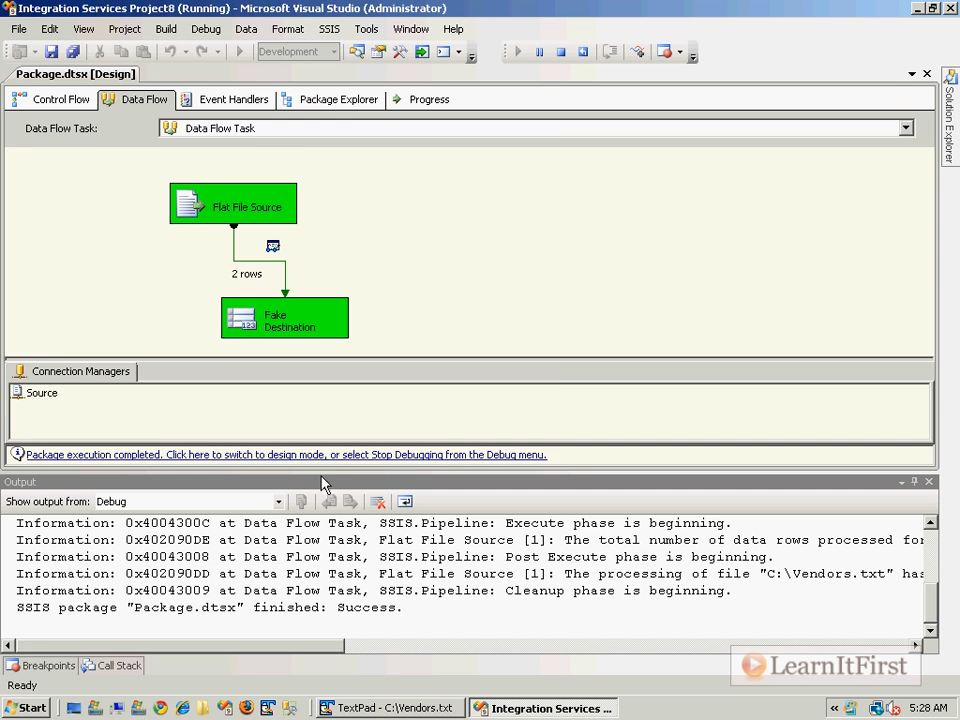 Integration Services Project8 (Running) - Microsoft Visual Studio (Administrator)
File Edit View Project Build Debug Data Format SSIS Tools Window Help
Development
Package.dtsx [Design]
Control Flow Data Flow Event Handlers Package Explorer Progress
Data Flow Task: Data Flow Task
Solution Explorer
Flat File Source
2 rows
Fake
Destination
123
Connection Managers
Source
Package execution completed. Click here to switch to design mode, or select Stop Debugging from the Debug menu.
Output
Show output from: Debug
Information: 0x4004300C at Data Flow Task, SSIS.Pipeline: Execute phase is beginning.
Information: 0x402090DE at Data Flow Task, Flat File Source [1]: The total number of data rows processed for
Information: 0x40043008 at Data Flow Task, SSIS.Pipeline: Post Execute phase is beginning.
Information: 0x402090DD at Data Flow Task, Flat File Source [1]: The processing of file "C:\Vendors.txt" has
Information: 0x40043009 at Data Flow Task, SSIS.Pipeline: Cleanup phase is beginning.
SSIS package "Package.dtsx" finished: Success.
Breakpoints Call Stack
LearnItFirst
Ready
Start TextPad - C:\Vendors.txt Integration Services ... « 5:28 AM